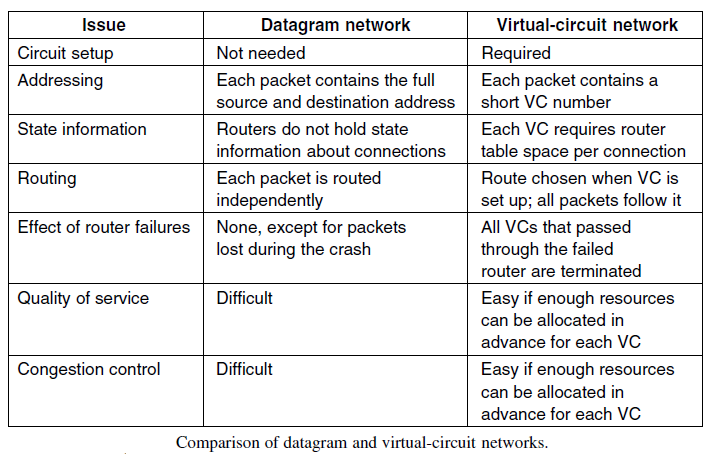 Issue Datagram network Virtual-circuit network
Circuit setup Not needed Required
Addressing Each packet contains the full Each packet contains a
source and destination address short VC number
State information Routers do not hold state Each VC requires router
information about connections table space per connection
Routing Each packet is routed Route chosen when VC is
independently set up; all packets follow it
Effect of router failures None, except for packets All VCs that passed
lost during the crash through the failed
router are terminated
Quality of service Difficult Easy if enough resources
can be allocated in
advance for each VC
Congestion control Difficult Easy if enough resources
can be allocated in
advance for each VC
Comparison of datagram and virtual-circuit networks.